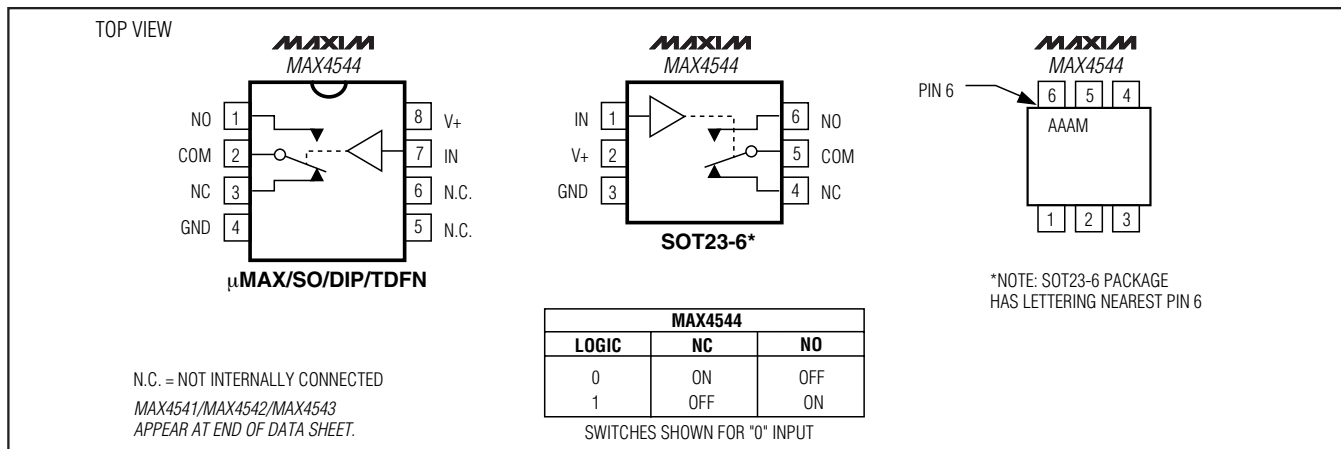 TOP VIEW
MAXIM
MAX4544
NO 1
COM 2
NC 3
GND 4
8 V+
7 IN
6 N.C.
5 N.C.
µMAX/SO/DIP/TDFN
MAXIM
MAX4544
IN 1
V+ 2
GND 3
6 NO
5 COM
4 NC
SOT23-6*
MAXIM
MAX4544
PIN 6
6 5 4
AAAM
1 2 3
*NOTE: SOT23-6 PACKAGE
HAS LETTERING NEAREST PIN 6
MAX4544
LOGIC NC NO
0 ON OFF
1 OFF ON
SWITCHES SHOWN FOR "0" INPUT
N.C. = NOT INTERNALLY CONNECTED
MAX4541/MAX4542/MAX4543
APPEAR AT END OF DATA SHEET.